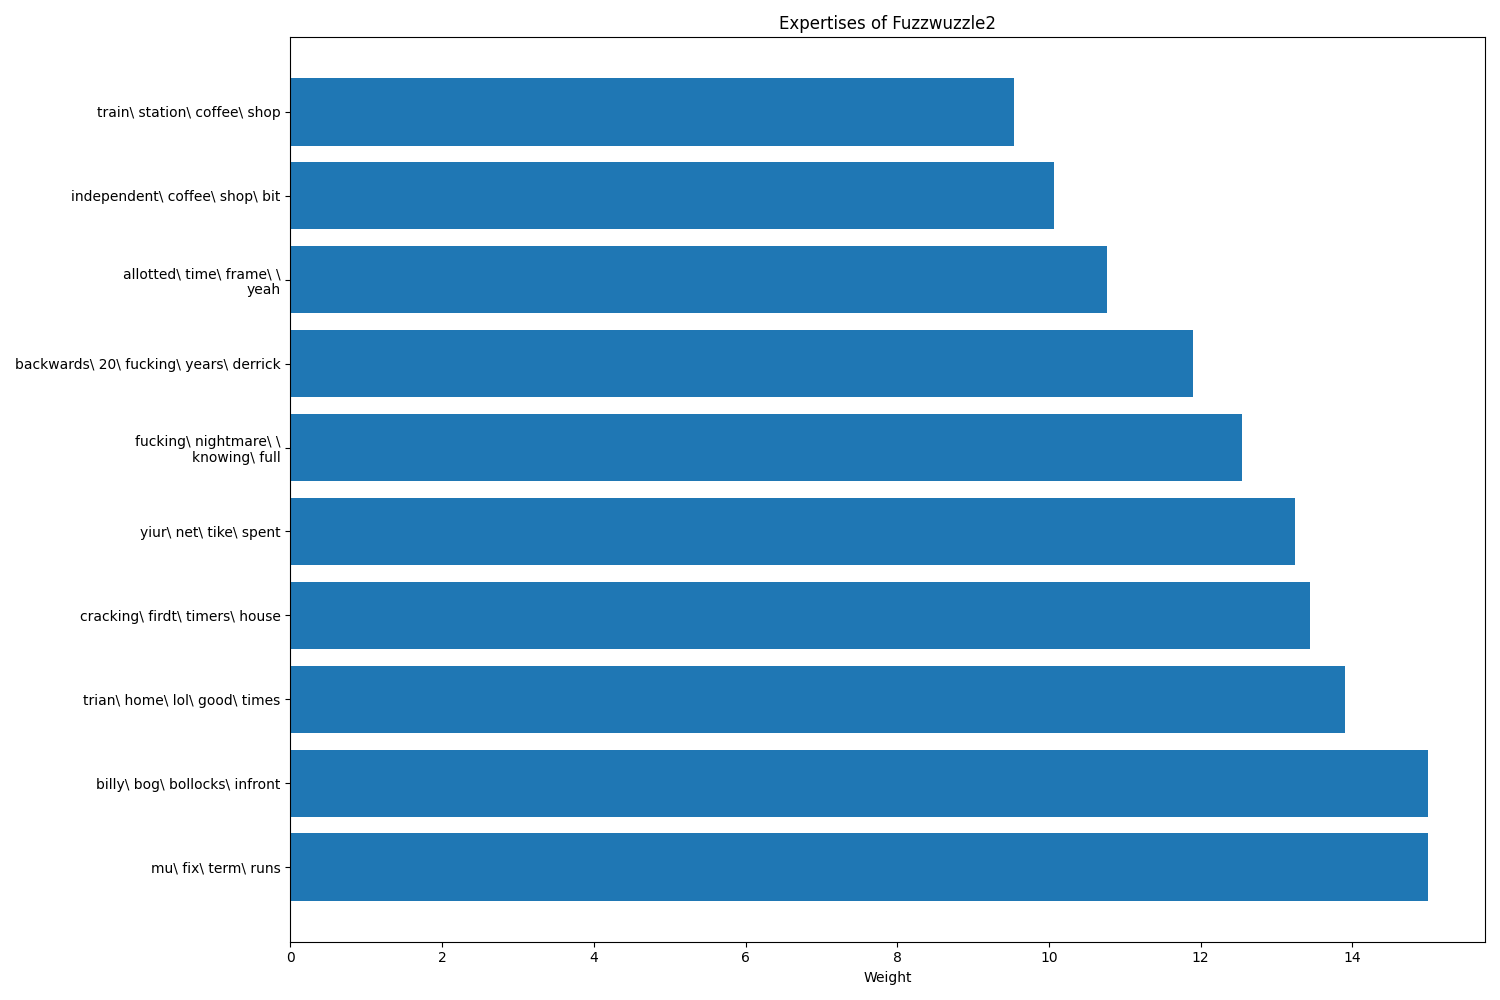 Expertises of Fuzzwuzzle2
train\ station\ coffee\ shop
independent\ coffee\ shop\ bit
allotted\ time\ frame\ \
yeah
backwards\ 20\ fucking\ years\ derrick
fucking\ nightmare\ \
knowing\ full
yiur\ net\ tike\ spent
cracking\ firdt\ timers\ house
trian\ home\ lol\ good\ times
billy\ bog\ bollocks\ infront
mu\ fix\ term\ runs
0 2 4 6 8 10 12 14
Weight